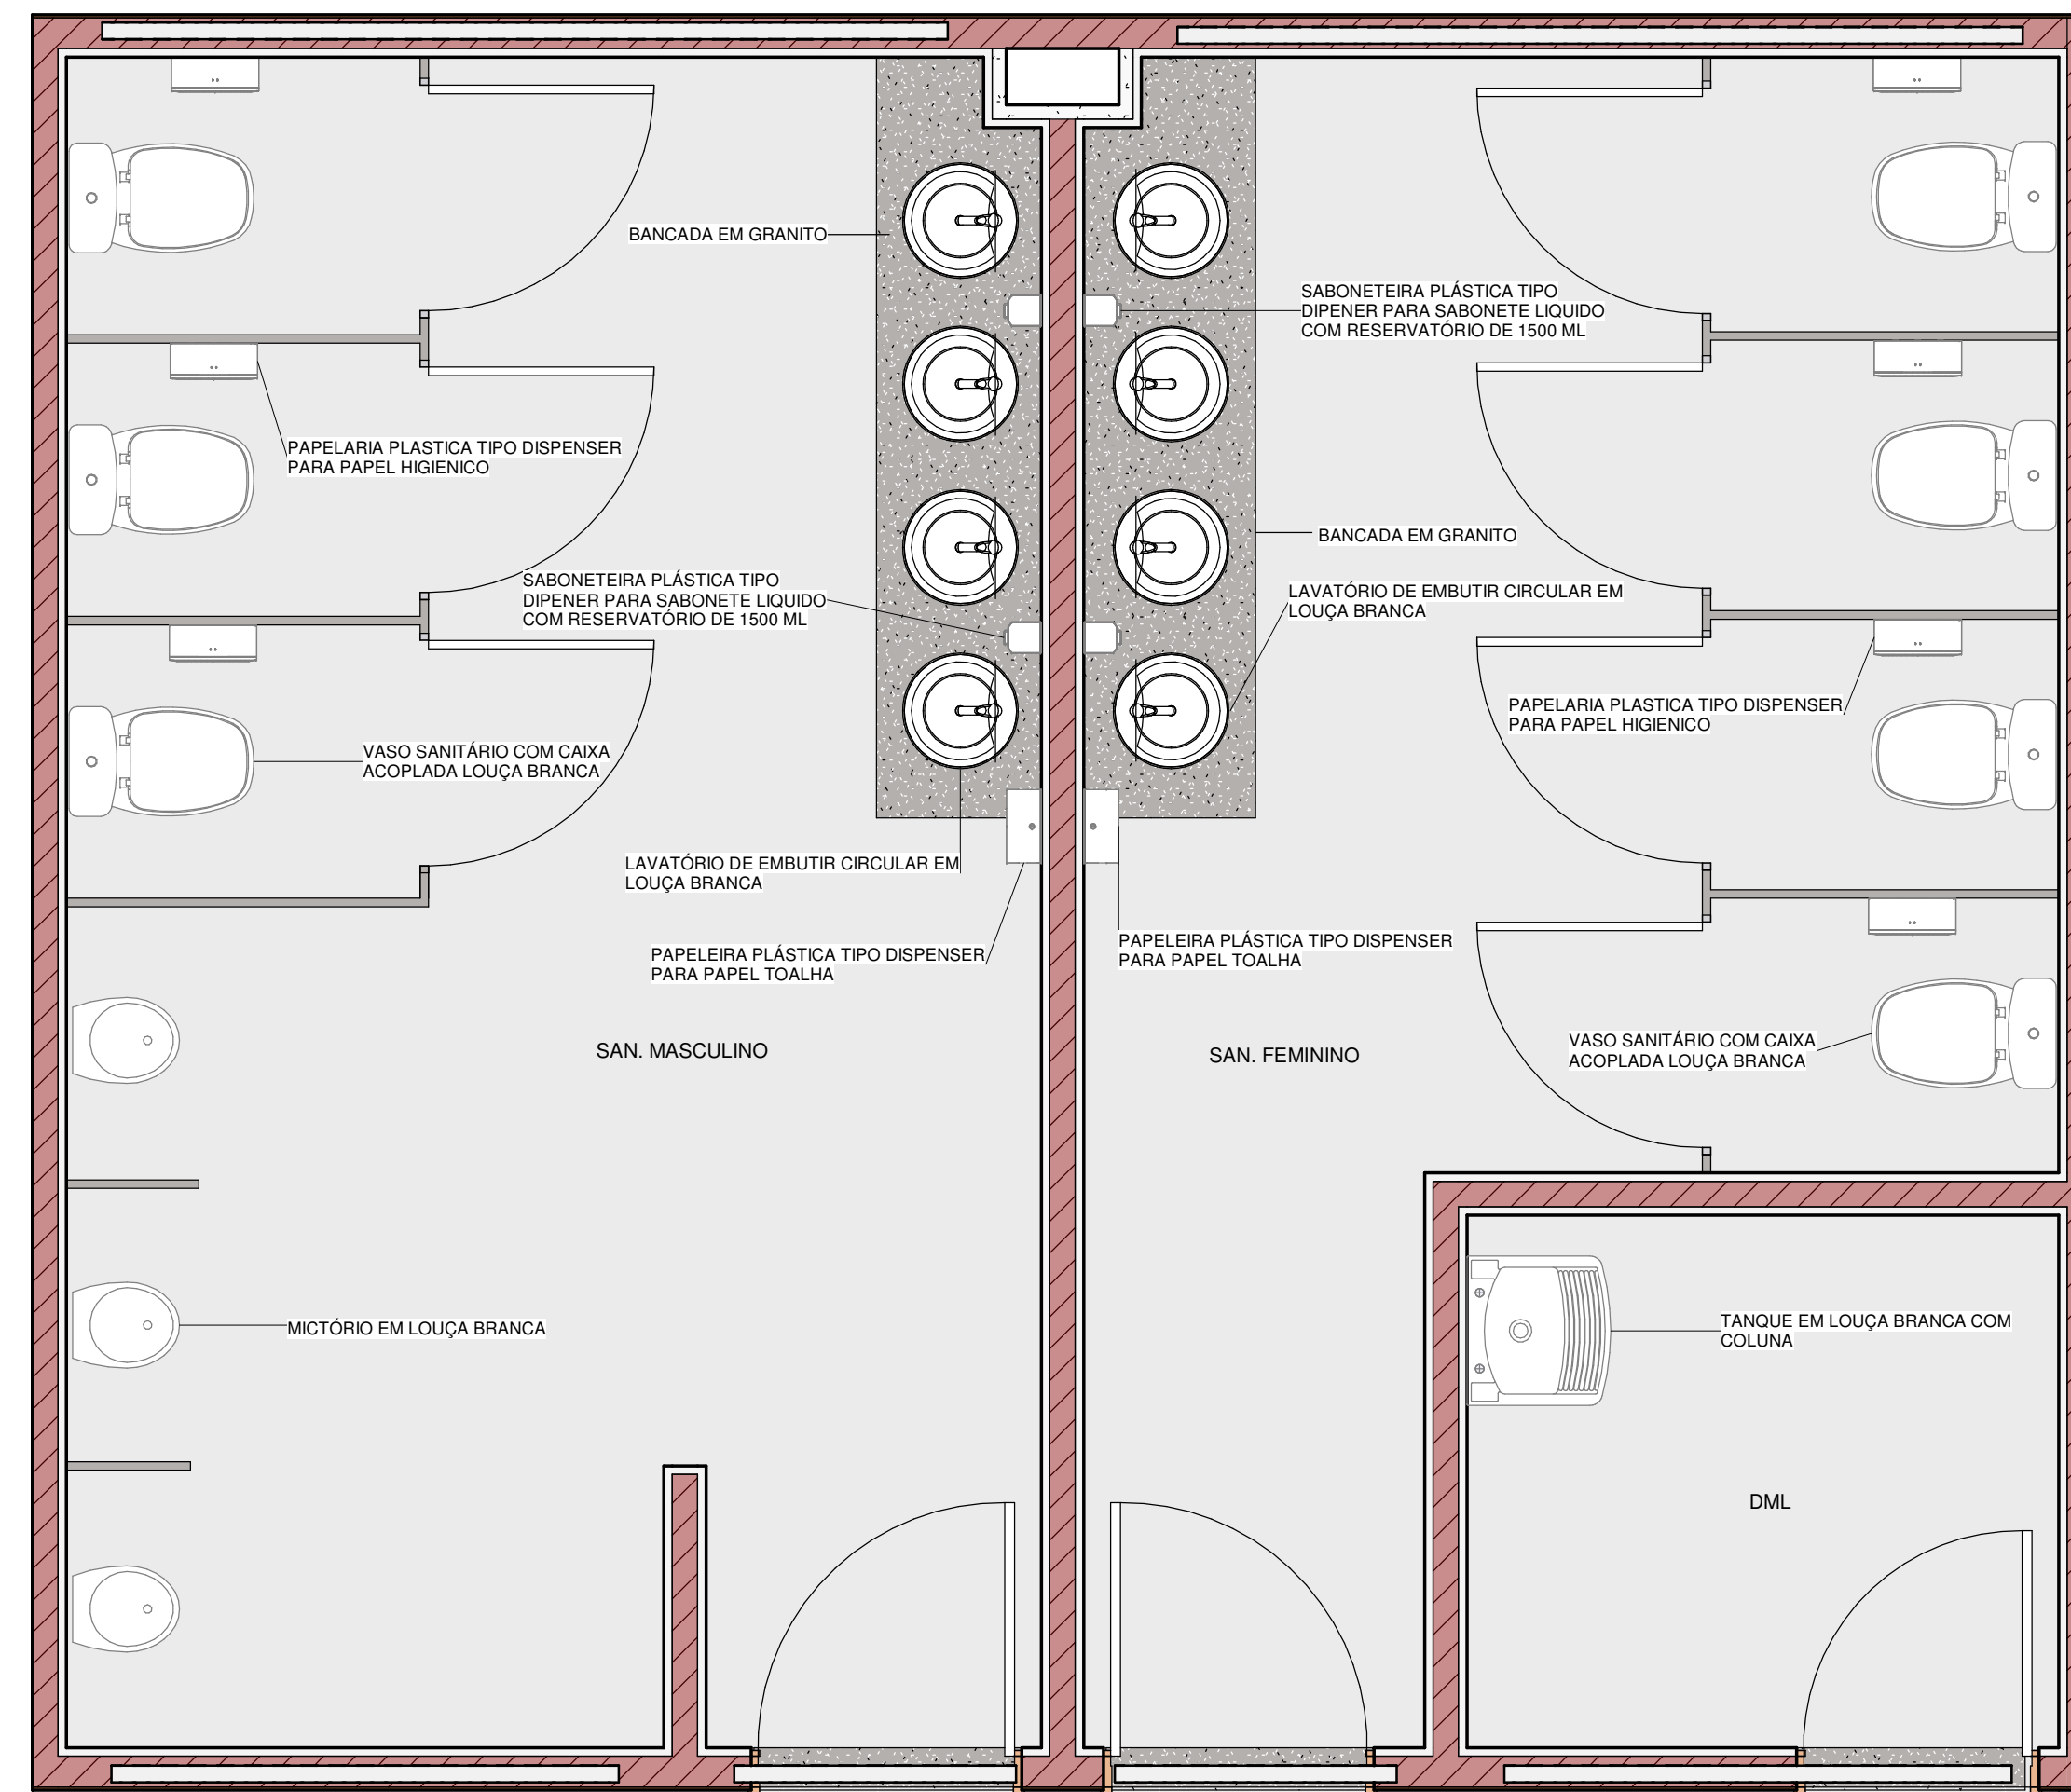 BANCADA EM GRANITO
SABONETEIRA PLÁSTICA TIPO
DIPENER PARA SABONETE LIQUIDO
COM RESERVATÓRIO DE 1500 ML
PAPELARIA PLASTICA TIPO DISPENSER
PARA PAPEL HIGIENICO
BANCADA EM GRANITO
SABONETEIRA PLÁSTICA TIPO
DIPENER PARA SABONETE LIQUIDO
COM RESERVATÓRIO DE 1500 ML
LAVATÓRIO DE EMBUTIR CIRCULAR EM
LOUÇA BRANCA
PAPELARIA PLASTICA TIPO DISPENSER
PARA PAPEL HIGIENICO
VASO SANITÁRIO COM CAIXA
ACOPLADA LOUÇA BRANCA
LAVATÓRIO DE EMBUTIR CIRCULAR EM
LOUÇA BRANCA
PAPELEIRA PLÁSTICA TIPO DISPENSER
PARA PAPEL TOALHA
PAPELEIRA PLÁSTICA TIPO DISPENSER
PARA PAPEL TOALHA
SAN. MASCULINO
SAN. FEMININO
VASO SANITÁRIO COM CAIXA
ACOPLADA LOUÇA BRANCA
MICTÓRIO EM LOUÇA BRANCA
TANQUE EM LOUÇA BRANCA COM
COLUNA
DML